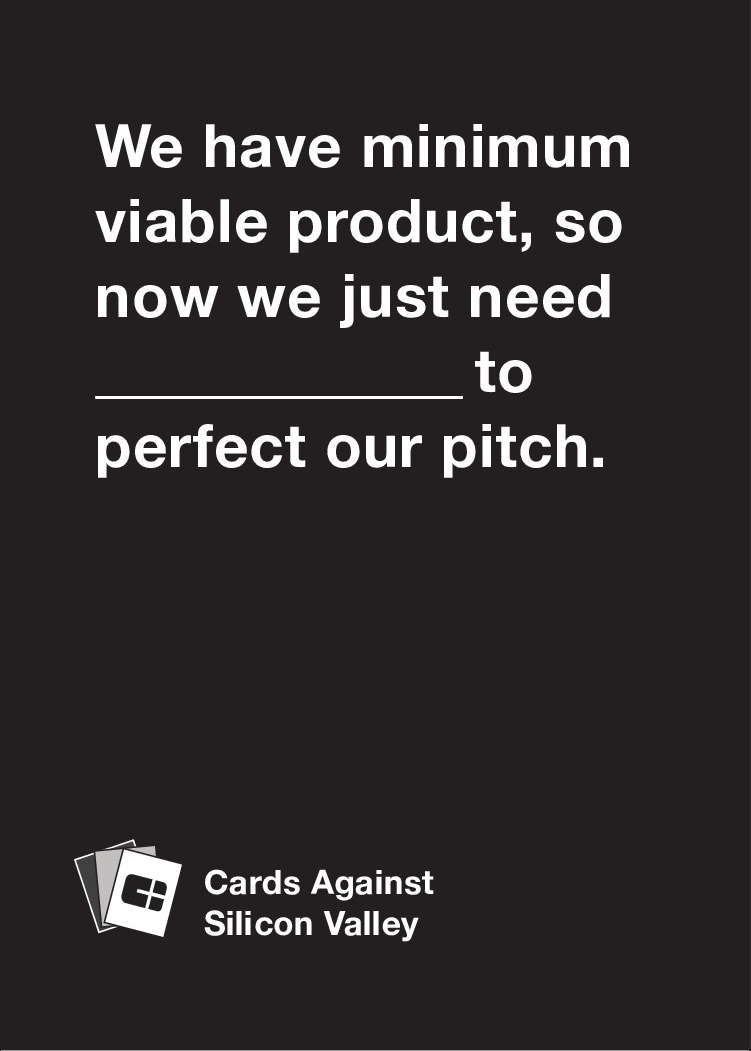 We have minimum
viable product, so
now we just need
____________ to
perfect our pitch.
Cards Against
Silicon Valley